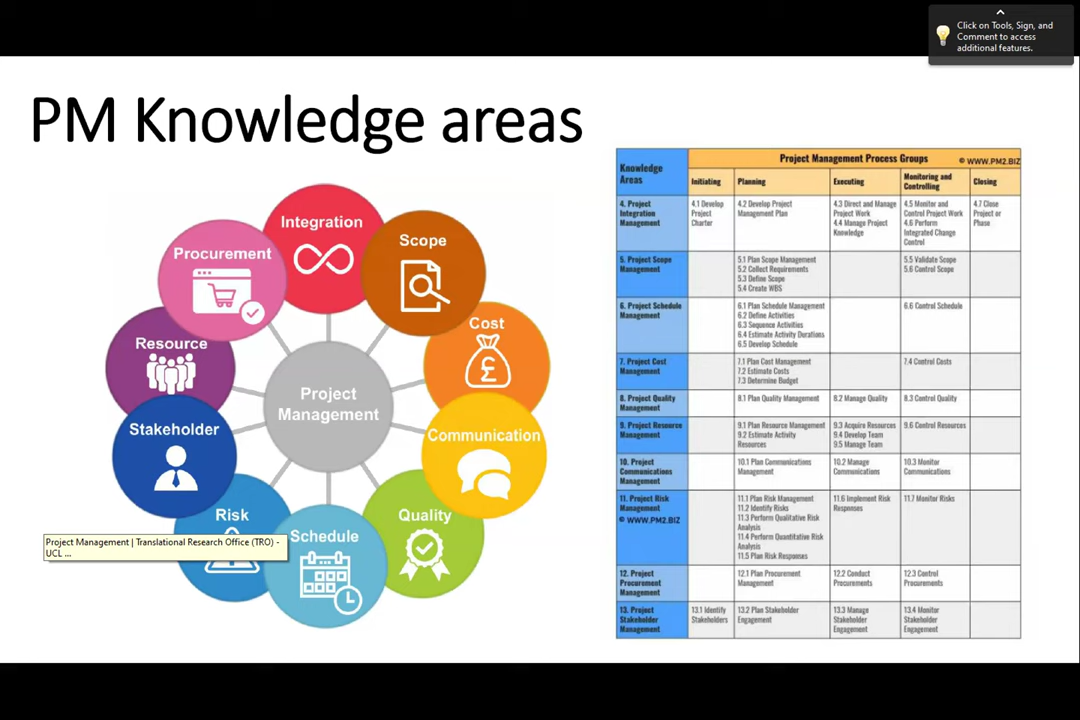 Click on Tools, Sign, and
Comment to access
additional features.
PM Knowledge areas
Integration
Scope
Cost
Communication
Quality
Schedule
Risk
Stakeholder
Resource
Procurement
Project
Management
Project Management | Translational Research Office (TRO) -
UCL ...
Knowledge
Areas
Project Management Process Groups
© WWW.PM2.BIZ
Initiating
Planning
Executing
Monitoring and
Controlling
Closing
4. Project
Integration
Management
4.1 Develop
Project
Charter
4.2 Develop Project
Management Plan
4.3 Direct and Manage
Project Work
4.4 Manage Project
Knowledge
4.5 Monitor and
Control Project Work
4.6 Perform
Integrated Change
Control
4.7 Close
Project or
Phase
5. Project Scope
Management
5.1 Plan Scope Management
5.2 Collect Requirements
5.3 Define Scope
5.4 Create WBS
5.5 Validate Scope
5.6 Control Scope
6. Project Schedule
Management
6.1 Plan Schedule Management
6.2 Define Activities
6.3 Sequence Activities
6.4 Estimate Activity Durations
6.5 Develop Schedule
6.6 Control Schedule
7. Project Cost
Management
7.1 Plan Cost Management
7.2 Estimate Costs
7.3 Determine Budget
7.4 Control Costs
8. Project Quality
Management
8.1 Plan Quality Management
8.2 Manage Quality
8.3 Control Quality
9. Project Resource
Management
9.1 Plan Resource Management
9.2 Estimate Activity
Resources
9.3 Acquire Resources
9.4 Develop Team
9.5 Manage Team
9.6 Control Resources
10. Project
Communications
Management
10.1 Plan Communications
Management
10.2 Manage
Communications
10.3 Monitor
Communications
11. Project Risk
Management
© WWW.PM2.BIZ
11.1 Plan Risk Management
11.2 Identify Risks
11.3 Perform Qualitative Risk
Analysis
11.4 Perform Quantitative Risk
Analysis
11.5 Plan Risk Responses
11.6 Implement Risk
Responses
11.7 Monitor Risks
12. Project
Procurement
Management
12.1 Plan Procurement
Management
12.2 Conduct
Procurements
12.3 Control
Procurements
13. Project
Stakeholder
Management
13.1 Identify
Stakeholders
13.2 Plan Stakeholder
Engagement
13.3 Manage
Stakeholder
Engagement
13.4 Monitor
Stakeholder
Engagement